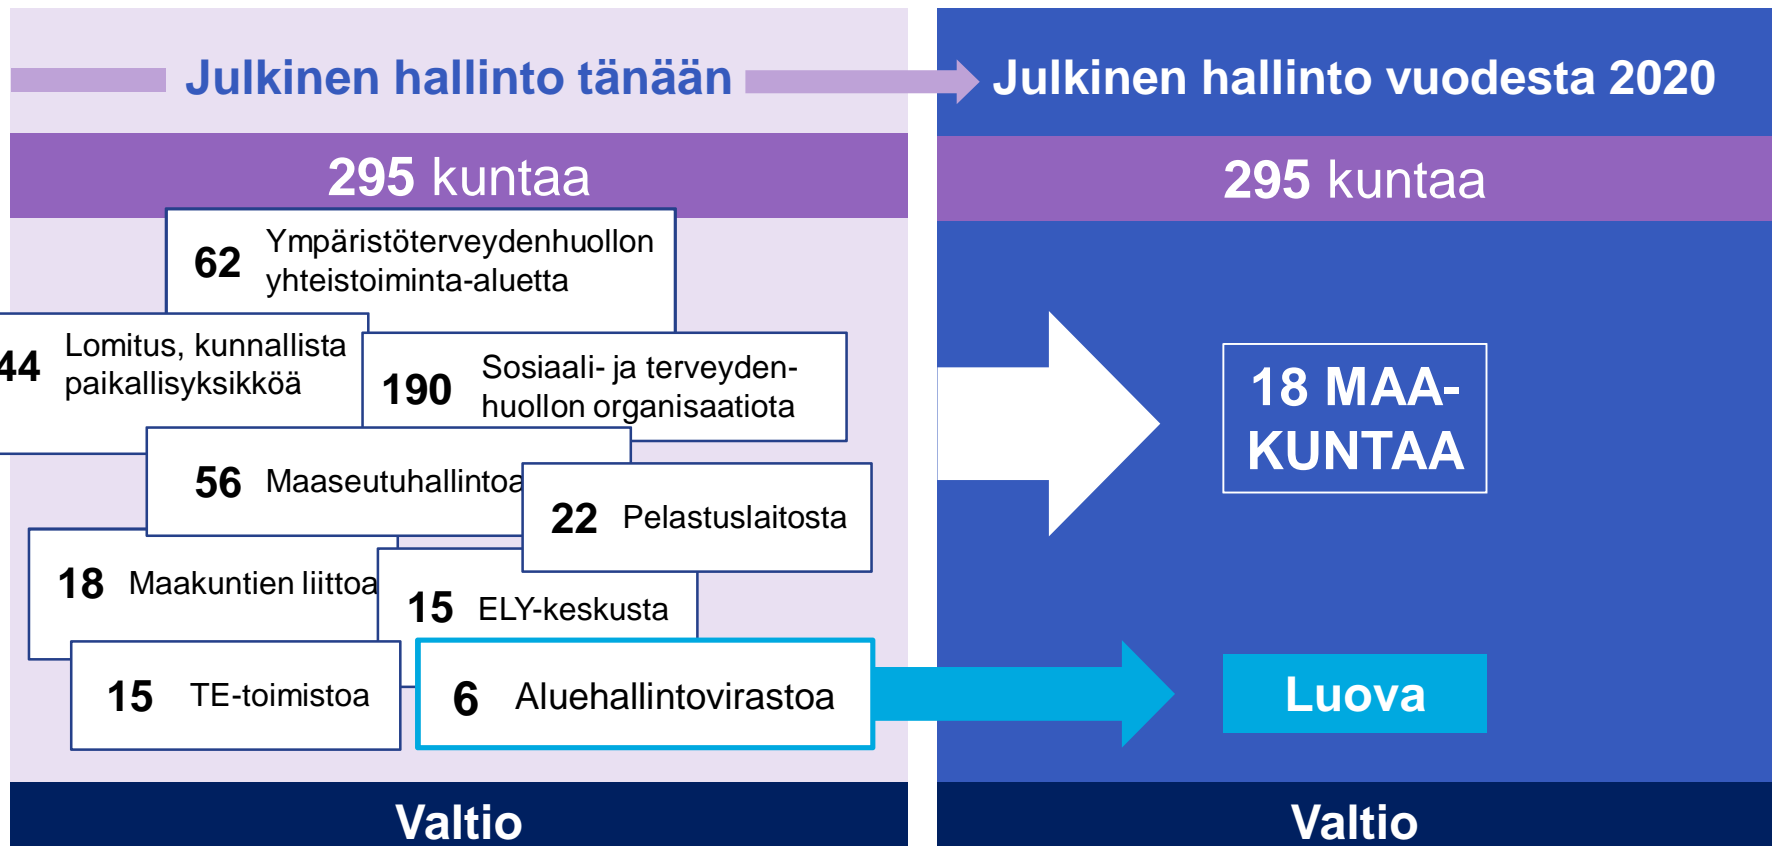 Julkinen hallinto tänään
295 kuntaa
62 Ympäristöterveydenhuollon
yhteistoiminta-aluetta
44 Lomitus, kunnallista
paikallisyksikköä
190 Sosiaali- ja terveyden-
huollon organisaatiota
56 Maaseutuhallintoa
22 Pelastuslaitosta
18 Maakuntien liittoa
15 ELY-keskusta
15 TE-toimistoa
6 Aluehallintovirastoa
Valtio
Julkinen hallinto vuodesta 2020
295 kuntaa
18 MAA-
KUNTAA
Luova
Valtio